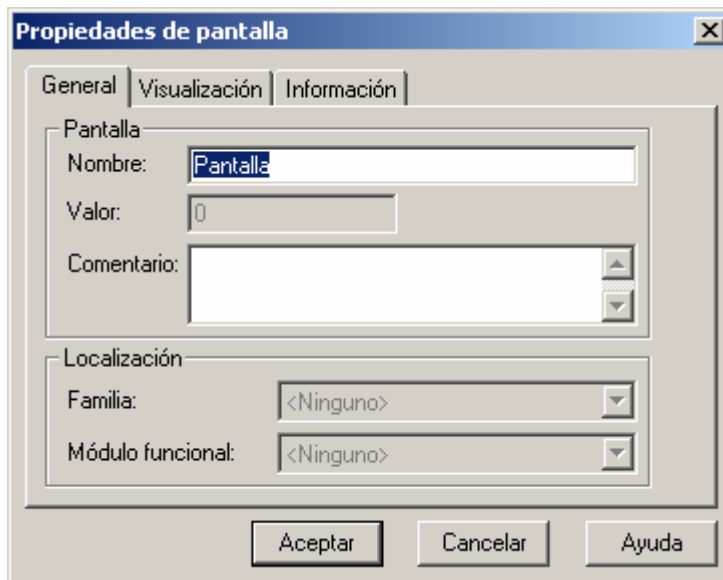 Propiedades de pantalla
General Visualización Información
Pantalla
Nombre: Pantalla
Valor: 0
Comentario:
Localización
Familia: <Ninguno>
Módulo funcional: <Ninguno>
Aceptar Cancelar Ayuda